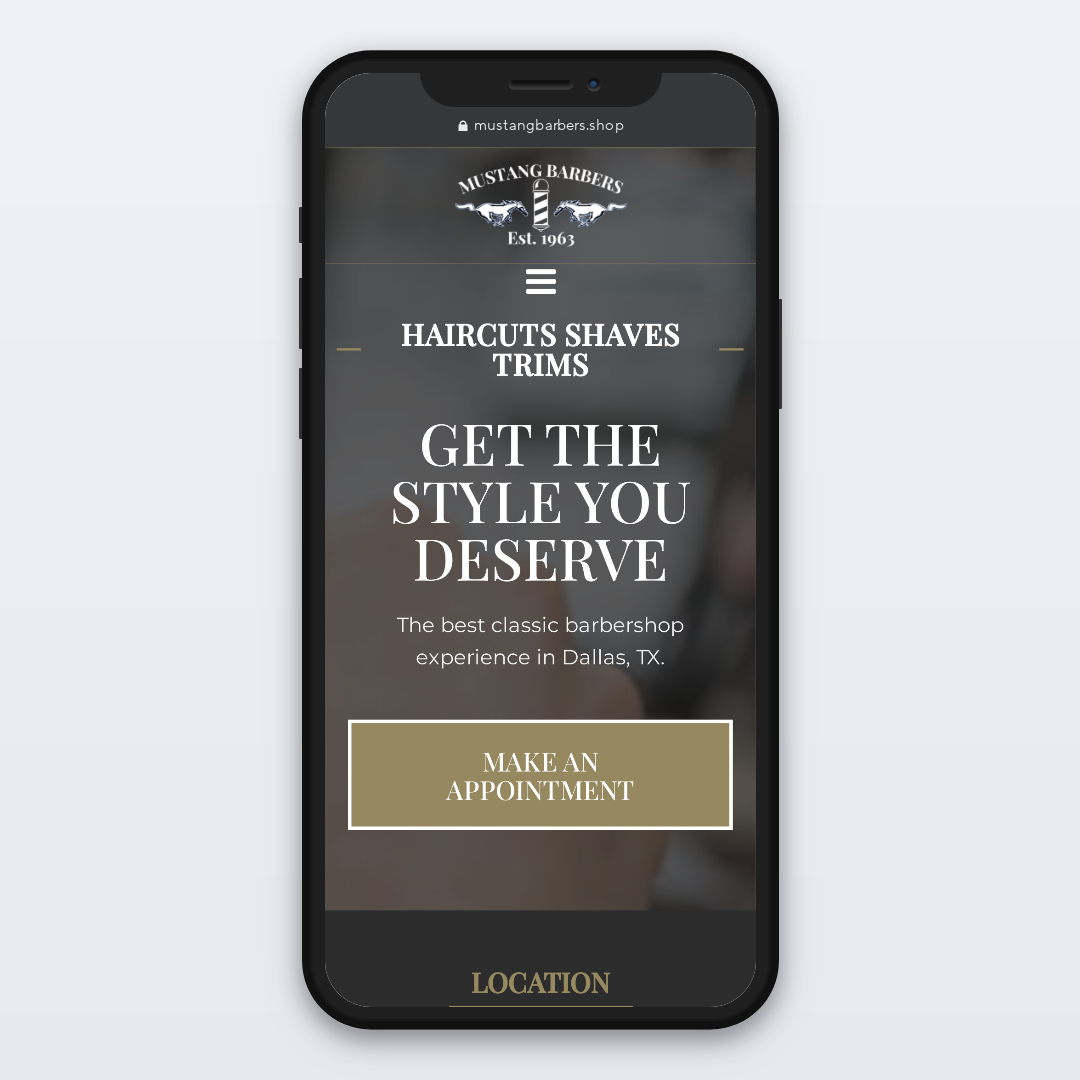 mustangbarbers.shop
MUSTANG BARBERS
Est. 1963
HAIRCUTS SHAVES
TRIMS
GET THE
STYLE YOU
DESERVE
The best classic barbershop
experience in Dallas, TX.
MAKE AN
APPOINTMENT
LOCATION